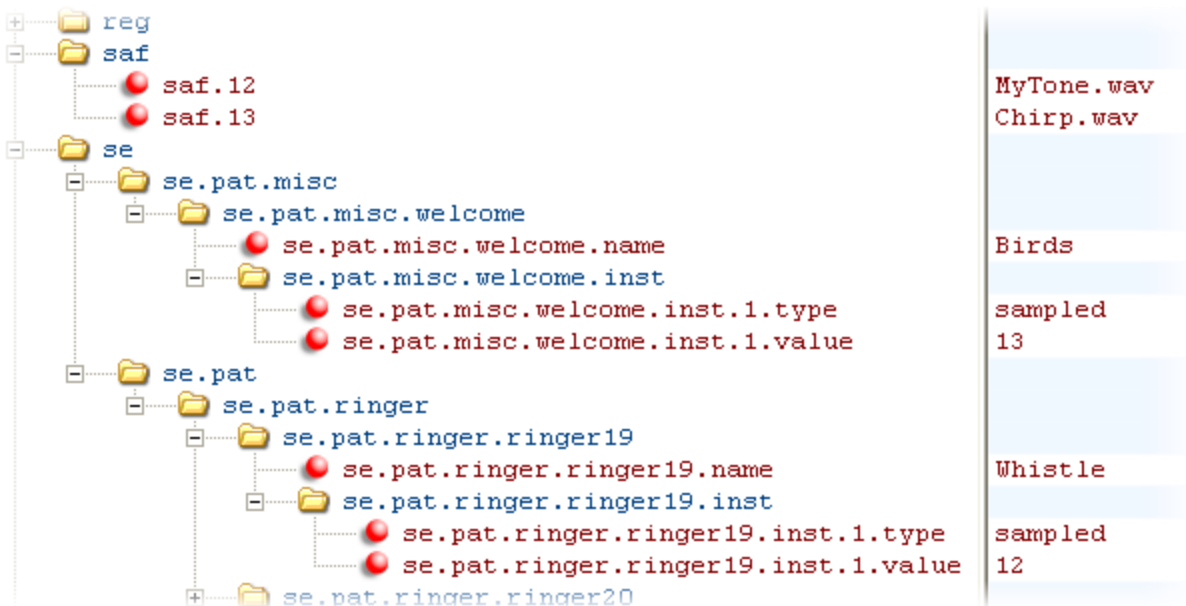 reg
saf
saf.12 MyTone.wav
saf.13 Chirp.wav
se
se.pat.misc
se.pat.misc.welcome
se.pat.misc.welcome.name Birds
se.pat.misc.welcome.inst
se.pat.misc.welcome.inst.1.type sampled
se.pat.misc.welcome.inst.1.value 13
se.pat
se.pat.ringer
se.pat.ringer.ringer19
se.pat.ringer.ringer19.name Whistle
se.pat.ringer.ringer19.inst
se.pat.ringer.ringer19.inst.1.type sampled
se.pat.ringer.ringer19.inst.1.value 12
se.pat.ringer.ringer20